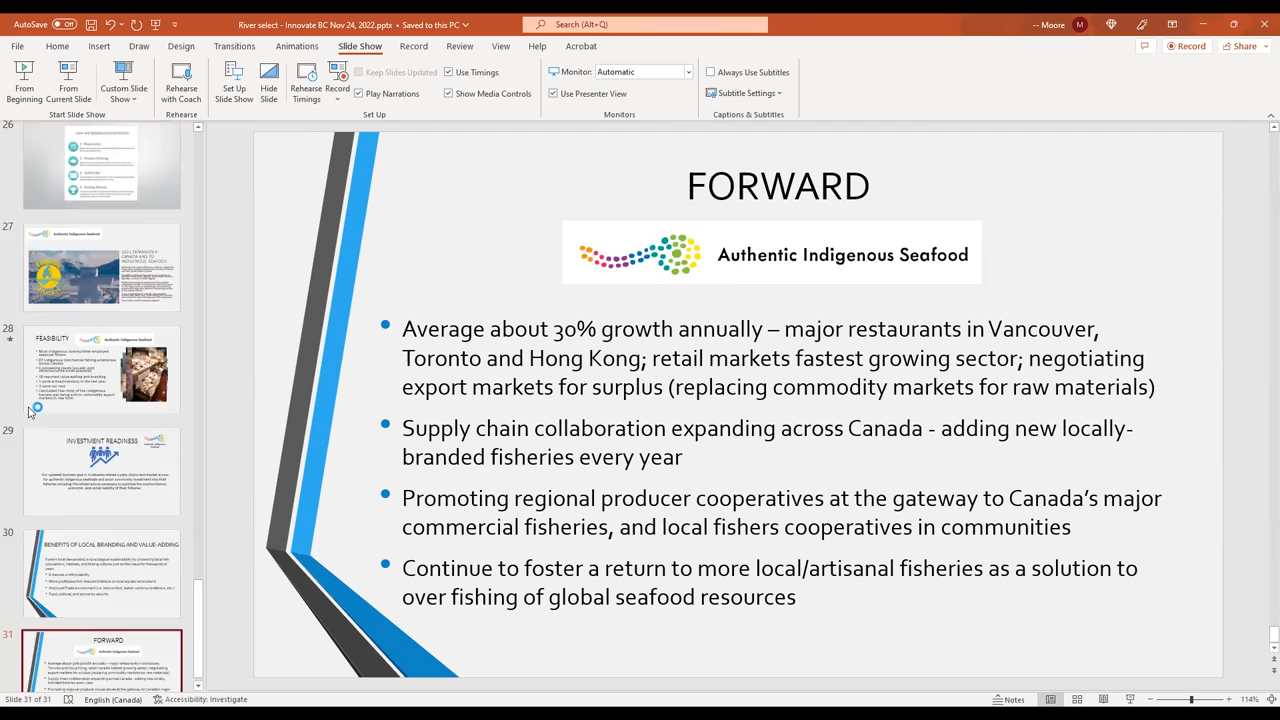 AutoSave Off River select - Innovate BC Nov 24, 2022.pptx • Saved to this PC Search (Alt+Q) -- Moore M
File Home Insert Draw Design Transitions Animations Slide Show Record Review View Help Acrobat Record Share
From Beginning
From Current Slide
Custom Slide Show
Start Slide Show
Rehearse with Coach
Rehearse
Set Up Slide Show
Hide Slide
Rehearse Timings
Record
Keep Slides Updated
Play Narrations
Use Timings
Show Media Controls
Set Up
Monitor: Automatic
Use Presenter View
Monitors
Always Use Subtitles
Subtitle Settings
Captions & Subtitles
26
27
Authentic Indigenous Seafood
28
FEASIBILITY
Authentic Indigenous Seafood
29
INVESTMENT READINESS
30
BENEFITS OF LOCAL BRANDING AND VALUE-ADDING
31
FORWARD
Authentic Indigenous Seafood
FORWARD
Authentic Indigenous Seafood
• Average about 30% growth annually – major restaurants in Vancouver,
Toronto and Hong Kong; retail markets fastest growing sector; negotiating
export markets for surplus (replacing commodity markets for raw materials)
• Supply chain collaboration expanding across Canada - adding new locally-
branded fisheries every year
• Promoting regional producer cooperatives at the gateway to Canada's major
commercial fisheries, and local fishers cooperatives in communities
• Continue to foster a return to more local/artisanal fisheries as a solution to
over fishing of global seafood resources
Slide 31 of 31 English (Canada) Accessibility: Investigate Notes 114%